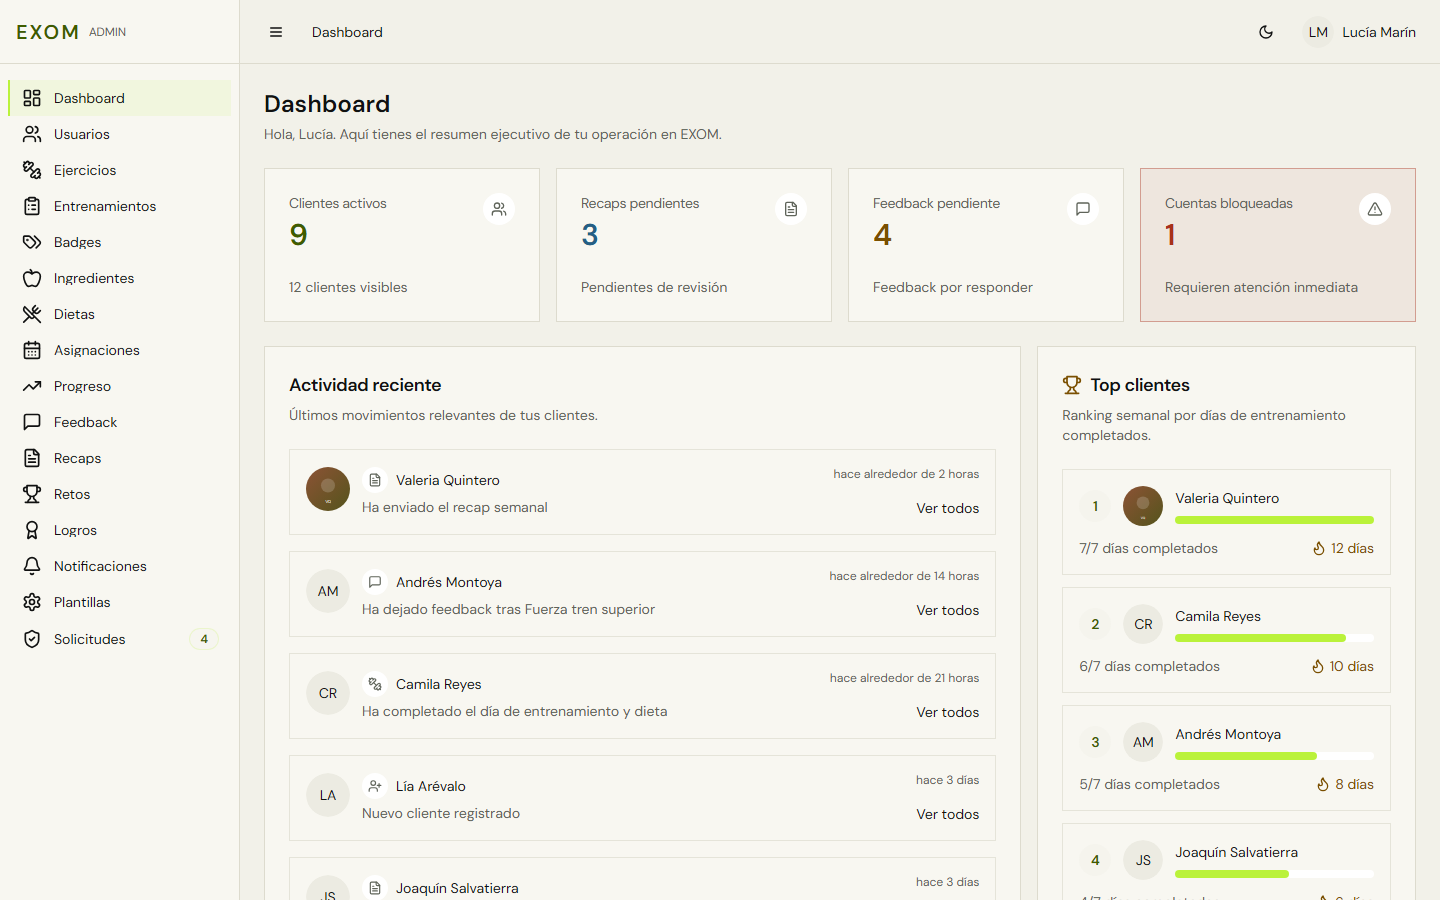 EXOM ADMIN
Dashboard
LM Lucía Marín
Dashboard
Usuarios
Ejercicios
Entrenamientos
Badges
Ingredientes
Dietas
Asignaciones
Progreso
Feedback
Recaps
Retos
Logros
Notificaciones
Plantillas
Solicitudes 4
Dashboard
Hola, Lucía. Aquí tienes el resumen ejecutivo de tu operación en EXOM.
Clientes activos
9
12 clientes visibles
Recaps pendientes
3
Pendientes de revisión
Feedback pendiente
4
Feedback por responder
Cuentas bloqueadas
1
Requieren atención inmediata
Actividad reciente
Últimos movimientos relevantes de tus clientes.
Valeria Quintero hace alrededor de 2 horas
Ha enviado el recap semanal Ver todos
AM Andrés Montoya hace alrededor de 14 horas
Ha dejado feedback tras Fuerza tren superior Ver todos
CR Camila Reyes hace alrededor de 21 horas
Ha completado el día de entrenamiento y dieta Ver todos
LA Lía Arévalo hace 3 días
Nuevo cliente registrado Ver todos
JS Joaquín Salvatierra hace 3 días
Top clientes
Ranking semanal por días de entrenamiento
completados.
1 Valeria Quintero
7/7 días completados 12 días
2 CR Camila Reyes
6/7 días completados 10 días
3 AM Andrés Montoya
5/7 días completados 8 días
4 JS Joaquín Salvatierra